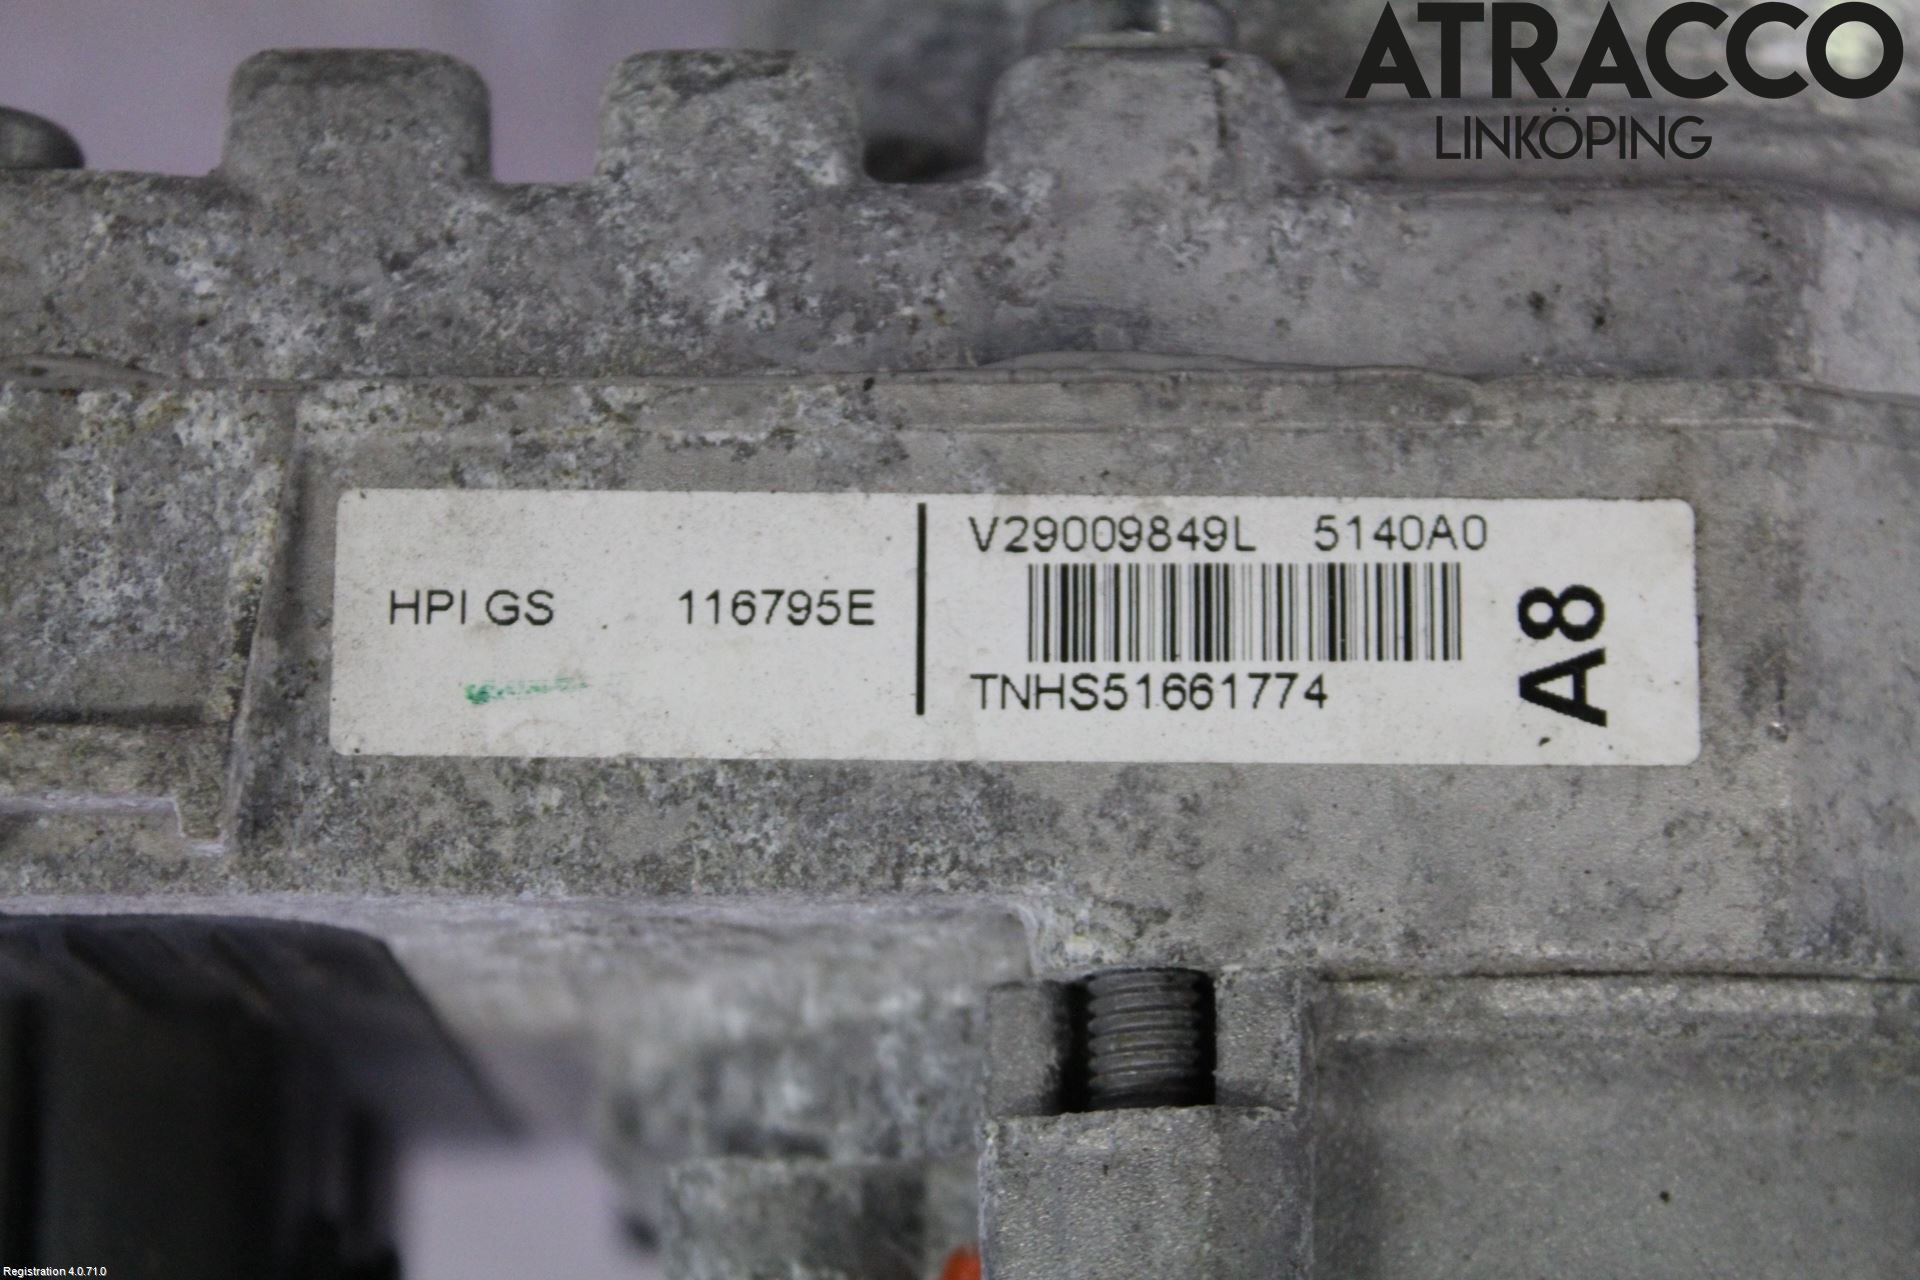 ATRACCO
LINKÖPING
HPI GS 116795E
V29009849L 5140A0
TNHS51661774
A8
Registration 4.0.71.0